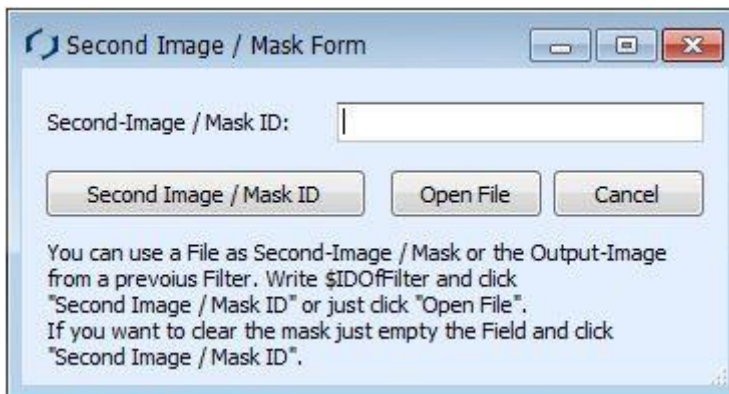 Second Image / Mask Form
Second-Image / Mask ID:
Second Image / Mask ID Open File Cancel
You can use a File as Second-Image / Mask or the Output-Image
from a prevoius Filter. Write $IDOfFilter and click
"Second Image / Mask ID" or just click "Open File".
If you want to clear the mask just empty the Field and click
"Second Image / Mask ID".